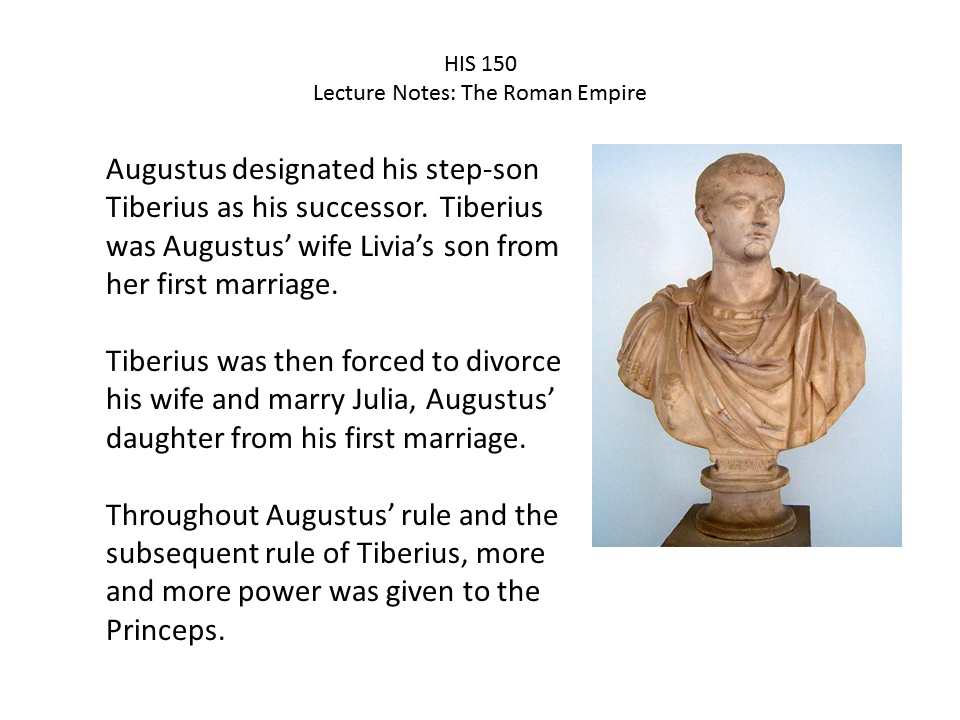 HIS 150
Lecture Notes: The Roman Empire
Augustus designated his step-son
Tiberius as his successor. Tiberius
was Augustus’ wife Livia’s son from
her first marriage.
Tiberius was then forced to divorce
his wife and marry Julia, Augustus’
daughter from his first marriage.
Throughout Augustus’ rule and the
subsequent rule of Tiberius, more
and more power was given to the
Princeps.